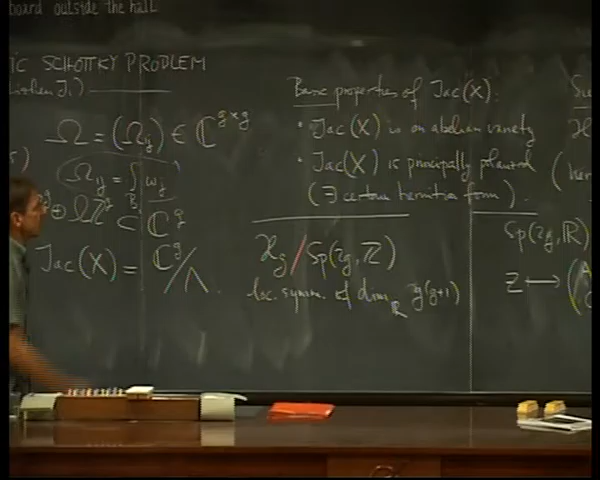 board outside the hall
IC SCHOTTKY PROBLEM
Ω = (Ω_ij) ∈ ℂ^{g×g}
Ω_ij = ∫ ω_j
⊕ Ωℤ^g ⊂ ℂ^g
Jac(X) = ℂ^g/Λ
Basic properties of Jac(X):
• Jac(X) is an abelian variety
• Jac(X) is principally polarized
(∃ certain hermitian form).
H_g / Sp(2g, ℤ)
loc. symm. of dim_ℝ g(g+1)
(her
Sp(2g, ℝ)
Z ⟼ (A